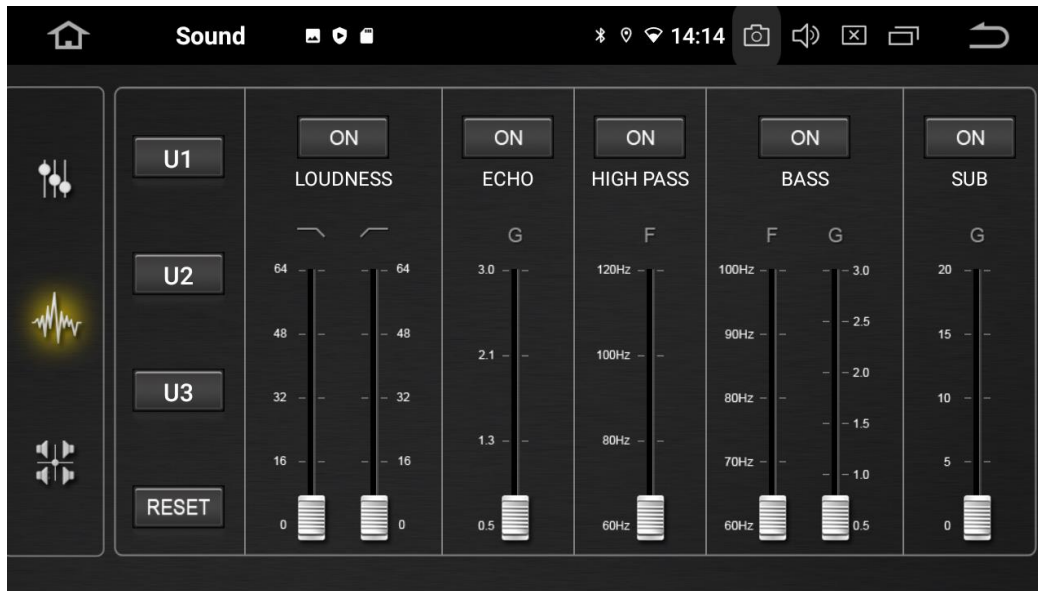 Sound 14:14
ON ON ON ON ON
U1
LOUDNESS ECHO HIGH PASS BASS SUB
G F F G G
64 64 3.0 120Hz 100Hz 3.0 20
U2
48 48 90Hz 2.5 15
2.1 100Hz
2.0
U3
32 32 80Hz 10
1.5
1.3 80Hz
16 16 70Hz 5
1.0
RESET
0 0 0.5 60Hz 60Hz 0.5 0